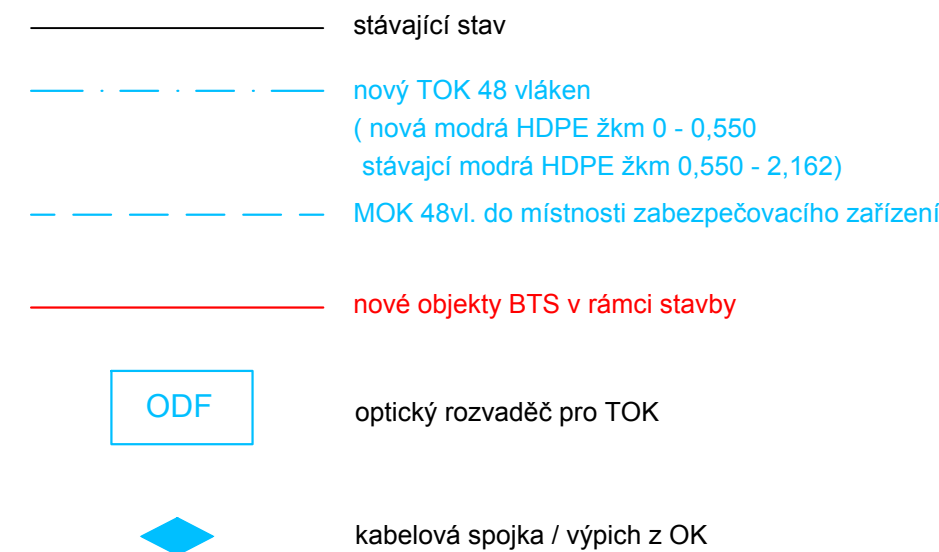 stávající stav
nový TOK 48 vláken
( nová modrá HDPE žkm 0 - 0,550
stávajcí modrá HDPE žkm 0,550 - 2,162)
MOK 48vl. do místnosti zabezpečovacího zařízení
nové objekty BTS v rámci stavby
ODF
optický rozvaděč pro TOK
kabelová spojka / výpich z OK